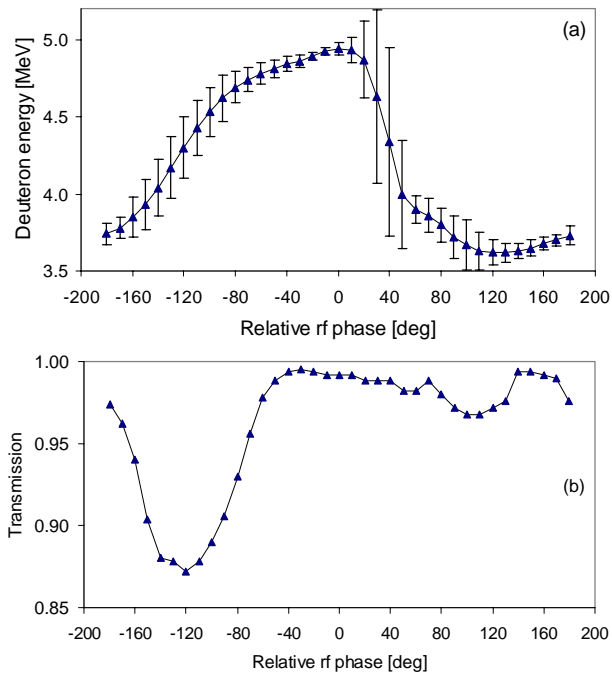 (a)
5.0
4.5
4.0
3.5
Deuteron energy [MeV]
-200 -160 -120 -80 -40 0 40 80 120 160 200
Relative rf phase [deg]
1.00
0.95
0.90
0.85
Transmission
(b)
-200 -160 -120 -80 -40 0 40 80 120 160 200
Relative rf phase [deg]